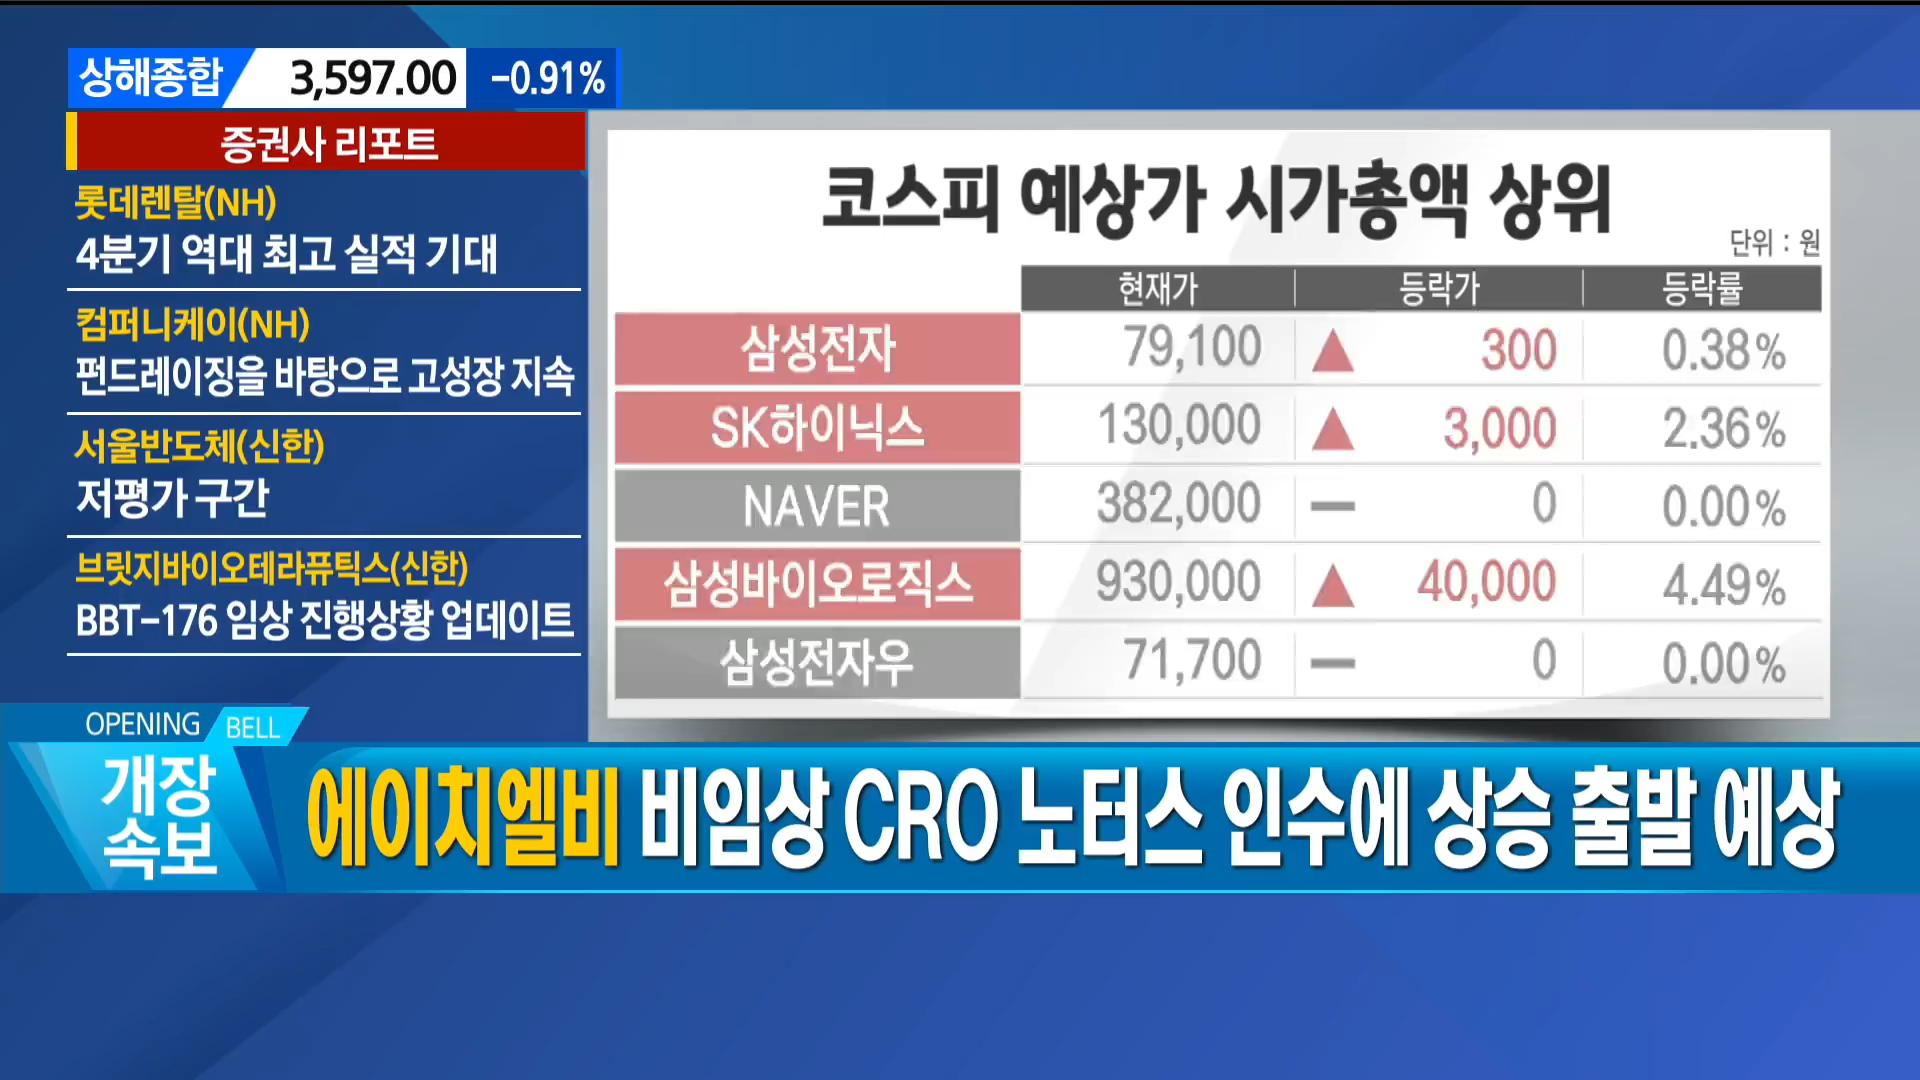 상해종합 3,597.00 -0.91%
증권사 리포트
롯데렌탈(NH)
4분기 역대 최고 실적 기대
컴퍼니케이(NH)
펀드레이징을 바탕으로 고성장 지속
서울반도체(신한)
저평가 구간
브릿지바이오테라퓨틱스(신한)
BBT-176 임상 진행상황 업데이트
코스피 예상가 시가총액 상위
단위 : 원
현재가 등락가 등락률
삼성전자 79,100 ▲ 300 0.38%
SK하이닉스 130,000 ▲ 3,000 2.36%
NAVER 382,000 ─ 0 0.00%
삼성바이오로직스 930,000 ▲ 40,000 4.49%
삼성전자우 71,700 ─ 0 0.00%
OPENING BELL
개장
속보
에이치엘비 비임상 CRO 노터스 인수에 상승 출발 예상